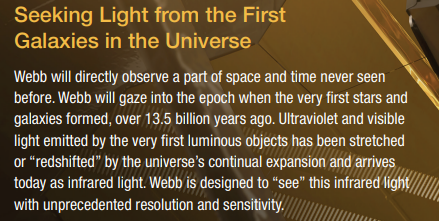 Seeking Light from the First
Galaxies in the Universe
Webb will directly observe a part of space and time never seen
before. Webb will gaze into the epoch when the very first stars and
galaxies formed, over 13.5 billion years ago. Ultraviolet and visible
light emitted by the very first luminous objects has been stretched
or “redshifted” by the universe’s continual expansion and arrives
today as infrared light. Webb is designed to “see” this infrared light
with unprecedented resolution and sensitivity.